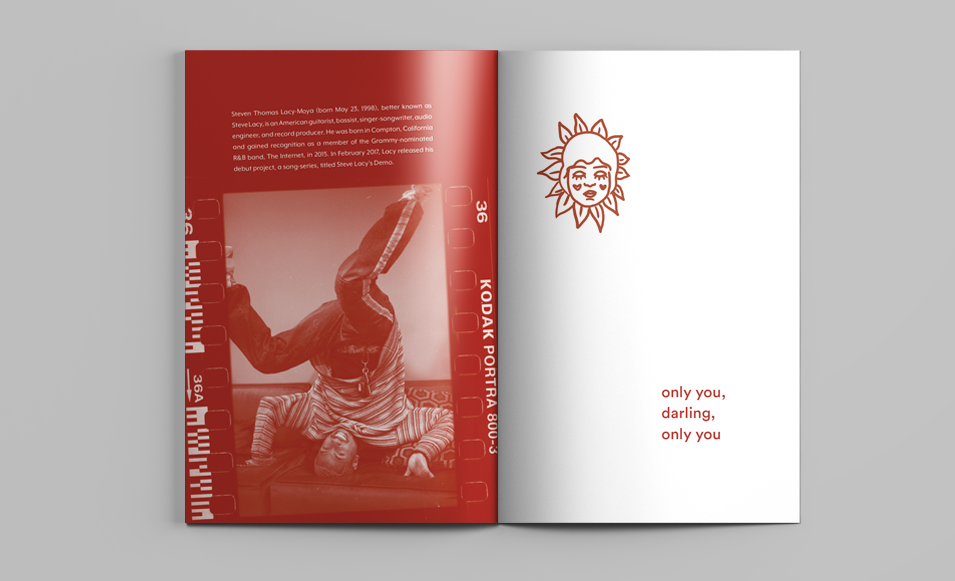 Steven Thomas Lacy-Moya (born May 23, 1998), better known as
Steve Lacy, is an American guitarist, bassist, singer-songwriter, audio
engineer, and record producer. He was born in Compton, California
and gained recognition as a member of the Grammy-nominated
R&B band, The Internet, in 2015. In February 2017, Lacy released his
debut project, a song-series, titled Steve Lacy's Demo.
36
36
KODAK PORTRA 800-3
36A
only you,
darling,
only you